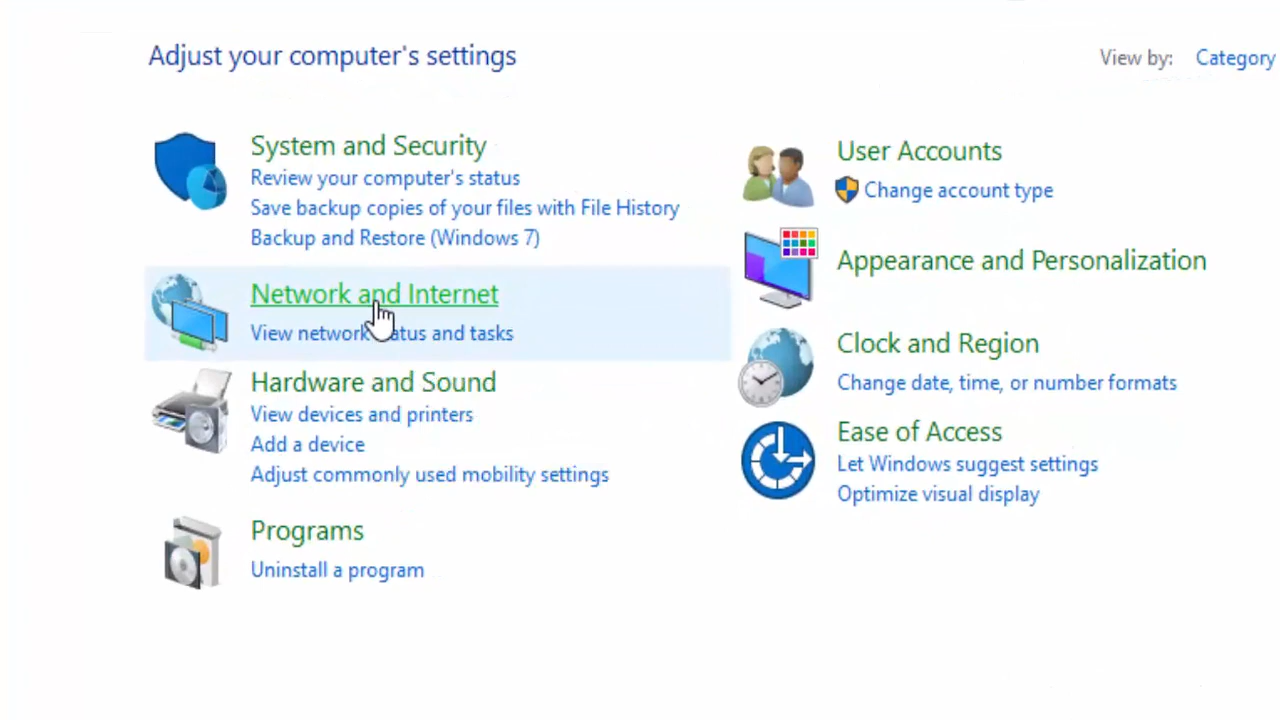 Adjust your computer's settings
View by: Category
System and Security
Review your computer's status
Save backup copies of your files with File History
Backup and Restore (Windows 7)
Network and Internet
View network status and tasks
Hardware and Sound
View devices and printers
Add a device
Adjust commonly used mobility settings
Programs
Uninstall a program
User Accounts
Change account type
Appearance and Personalization
Clock and Region
Change date, time, or number formats
Ease of Access
Let Windows suggest settings
Optimize visual display